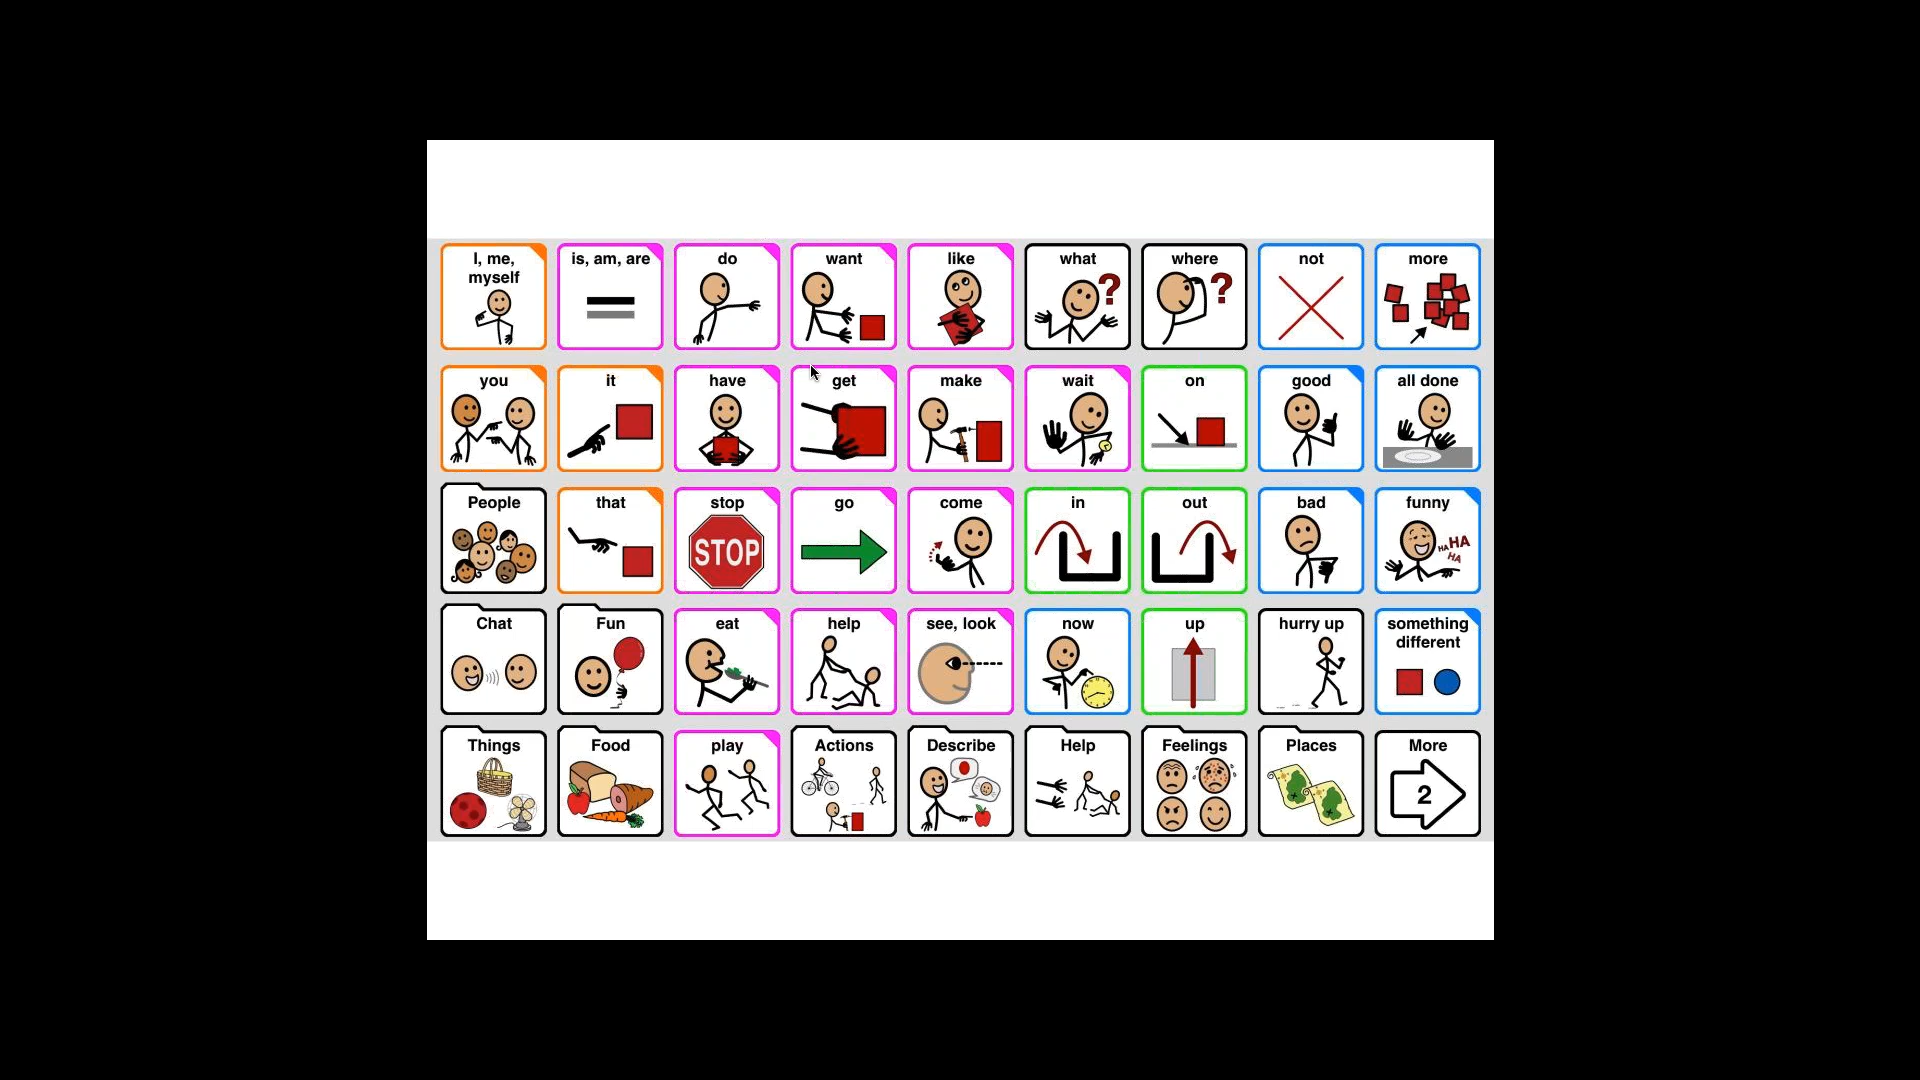 I, me,
myself
is, am, are
do
want
like
what
?
where
?
not
more
you
it
have
get
make
wait
on
good
all done
People
that
stop
STOP
go
come
in
out
bad
funny
HA HA
HA
Chat
Fun
eat
help
see, look
now
up
hurry up
something
different
Things
Food
play
Actions
Describe
Help
Feelings
Places
More
2